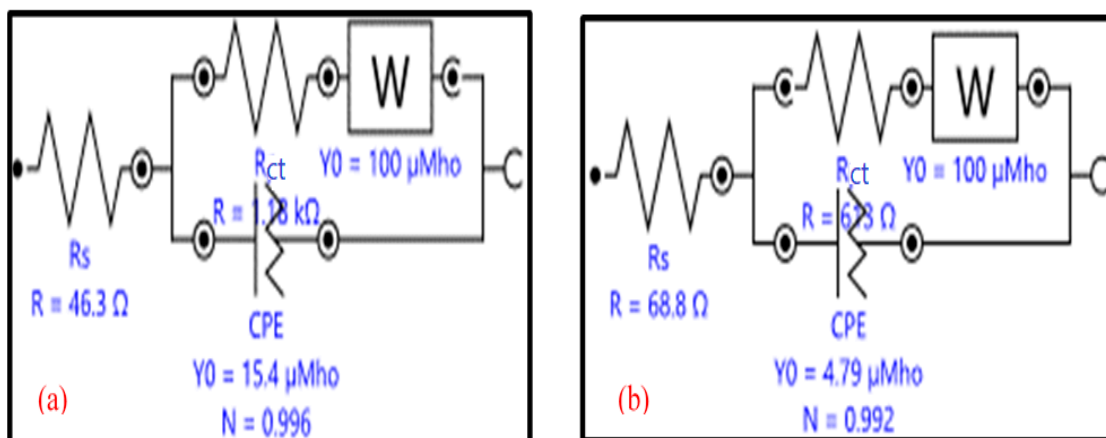 W
Rct
Y0 = 100 µMho
R = 1.18 kΩ
Rs
R = 46.3 Ω
CPE
Y0 = 15.4 µMho
N = 0.996
(a)
W
Rct
Y0 = 100 µMho
R = 613 Ω
Rs
R = 68.8 Ω
CPE
Y0 = 4.79 µMho
N = 0.992
(b)